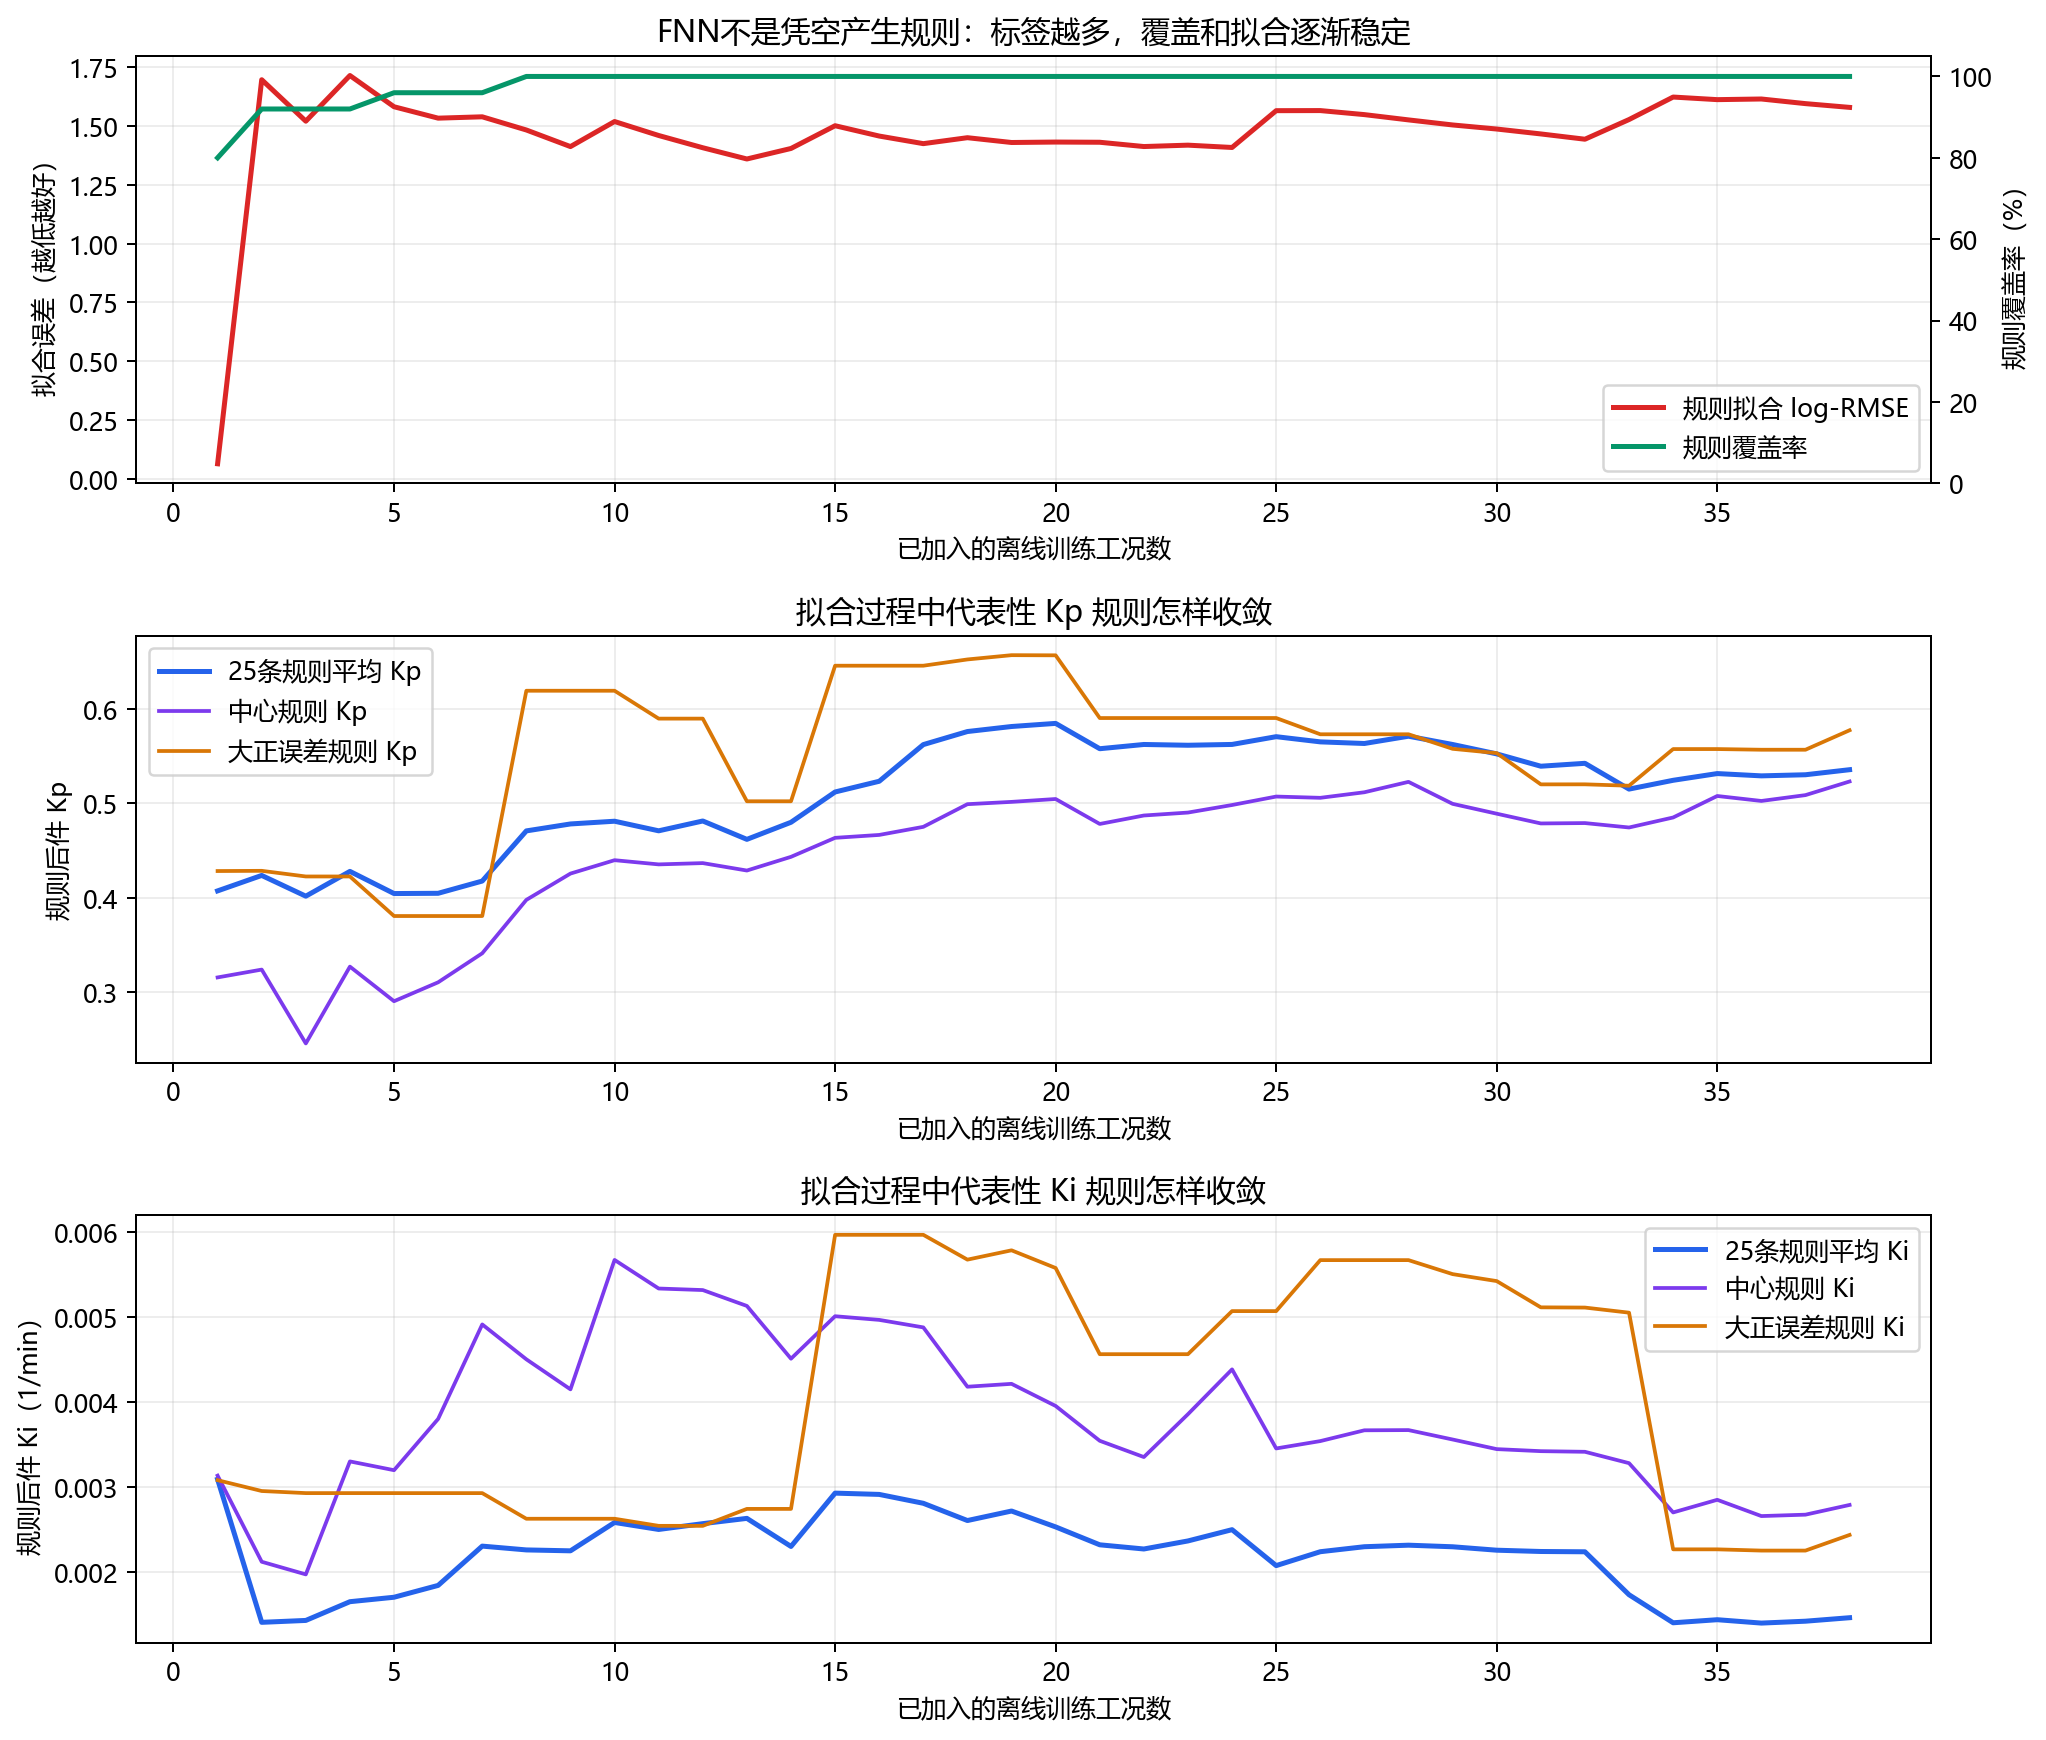 FNN不是凭空产生规则：标签越多，覆盖和拟合逐渐稳定
拟合误差（越低越好）
1.75
1.50
1.25
1.00
0.75
0.50
0.25
0.00
100
80
60
40
20
0
规则覆盖率（%）
规则拟合 log-RMSE
规则覆盖率
0 5 10 15 20 25 30 35
已加入的离线训练工况数
拟合过程中代表性 Kp 规则怎样收敛
规则后件 Kp
0.6
0.5
0.4
0.3
25条规则平均 Kp
中心规则 Kp
大正误差规则 Kp
0 5 10 15 20 25 30 35
已加入的离线训练工况数
拟合过程中代表性 Ki 规则怎样收敛
规则后件 Ki（1/min）
0.006
0.005
0.004
0.003
0.002
25条规则平均 Ki
中心规则 Ki
大正误差规则 Ki
0 5 10 15 20 25 30 35
已加入的离线训练工况数